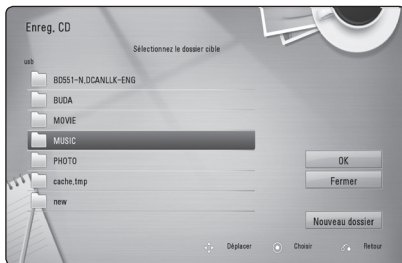 Enreg, CD
Sélectionnez le dossier cible
usb
BD551-N,DCANLLK-ENG
BUDA
MOVIE
MUSIC
PHOTO
cache,tmp
new
OK
Fermer
Nouveau dossier
Déplacer
Choisir
Retour